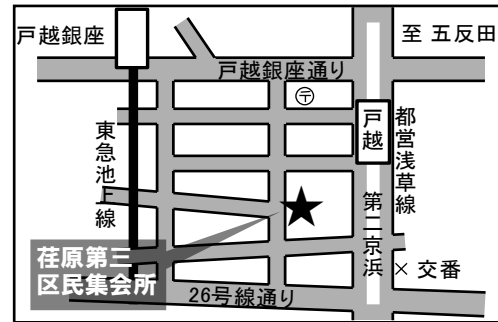 戸越銀座
至 五反田
戸越銀座通り
〒
戸越
都営浅草線
東急池上線
第二京浜
荏原第三
区民集会所
× 交番
26号線通り